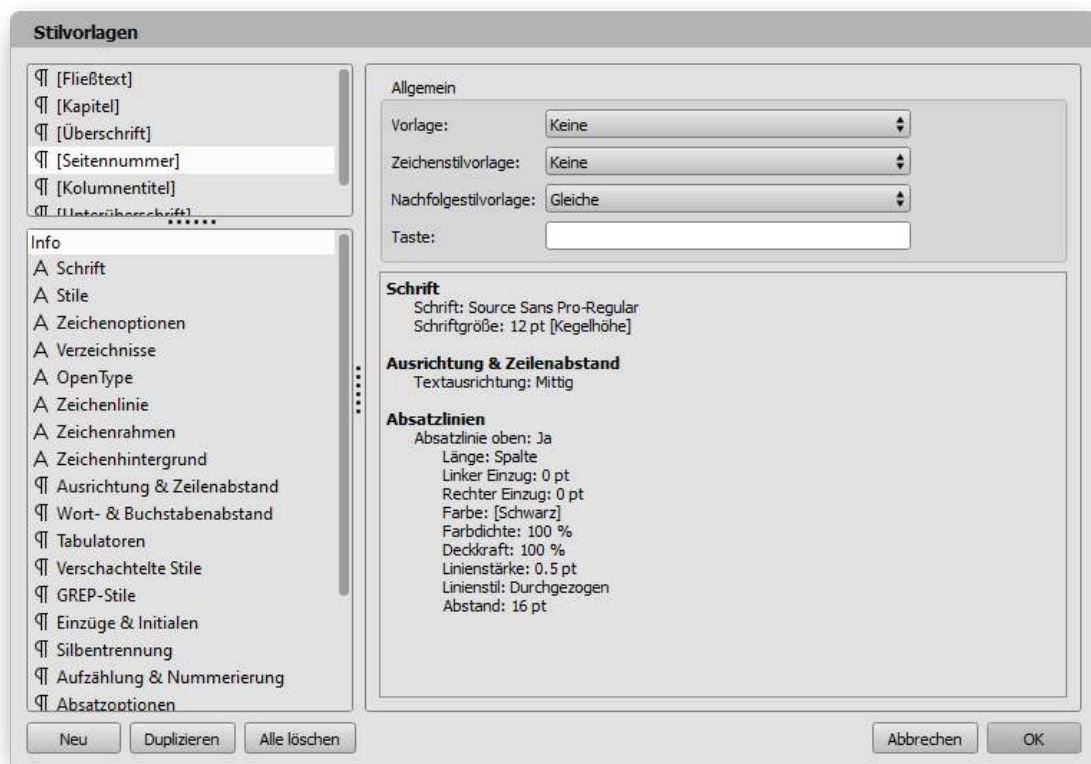 Stilvorlagen
[Fließtext]
[Kapitel]
[Überschrift]
[Seitennummer]
[Kolumnentitel]
[Unterüberschrift]
Info
Schrift
Stile
Zeichenoptionen
Verzeichnisse
OpenType
Zeichenlinie
Zeichenrahmen
Zeichenhintergrund
Ausrichtung & Zeilenabstand
Wort- & Buchstabenabstand
Tabulatoren
Verschachtelte Stile
GREP-Stile
Einzüge & Initialen
Silbentrennung
Aufzählung & Nummerierung
Absatzoptionen
Allgemein
Vorlage: Keine
Zeichenstilvorlage: Keine
Nachfolgestilvorlage: Gleiche
Taste:
Schrift
Schrift: Source Sans Pro-Regular
Schriftgröße: 12 pt [Kegelhöhe]
Ausrichtung & Zeilenabstand
Textausrichtung: Mittig
Absatzlinien
Absatzlinie oben: Ja
Länge: Spalte
Linker Einzug: 0 pt
Rechter Einzug: 0 pt
Farbe: [Schwarz]
Farbdichte: 100 %
Deckkraft: 100 %
Linienstärke: 0.5 pt
Linienstil: Durchgezogen
Abstand: 16 pt
Neu Duplizieren Alle löschen Abbrechen OK